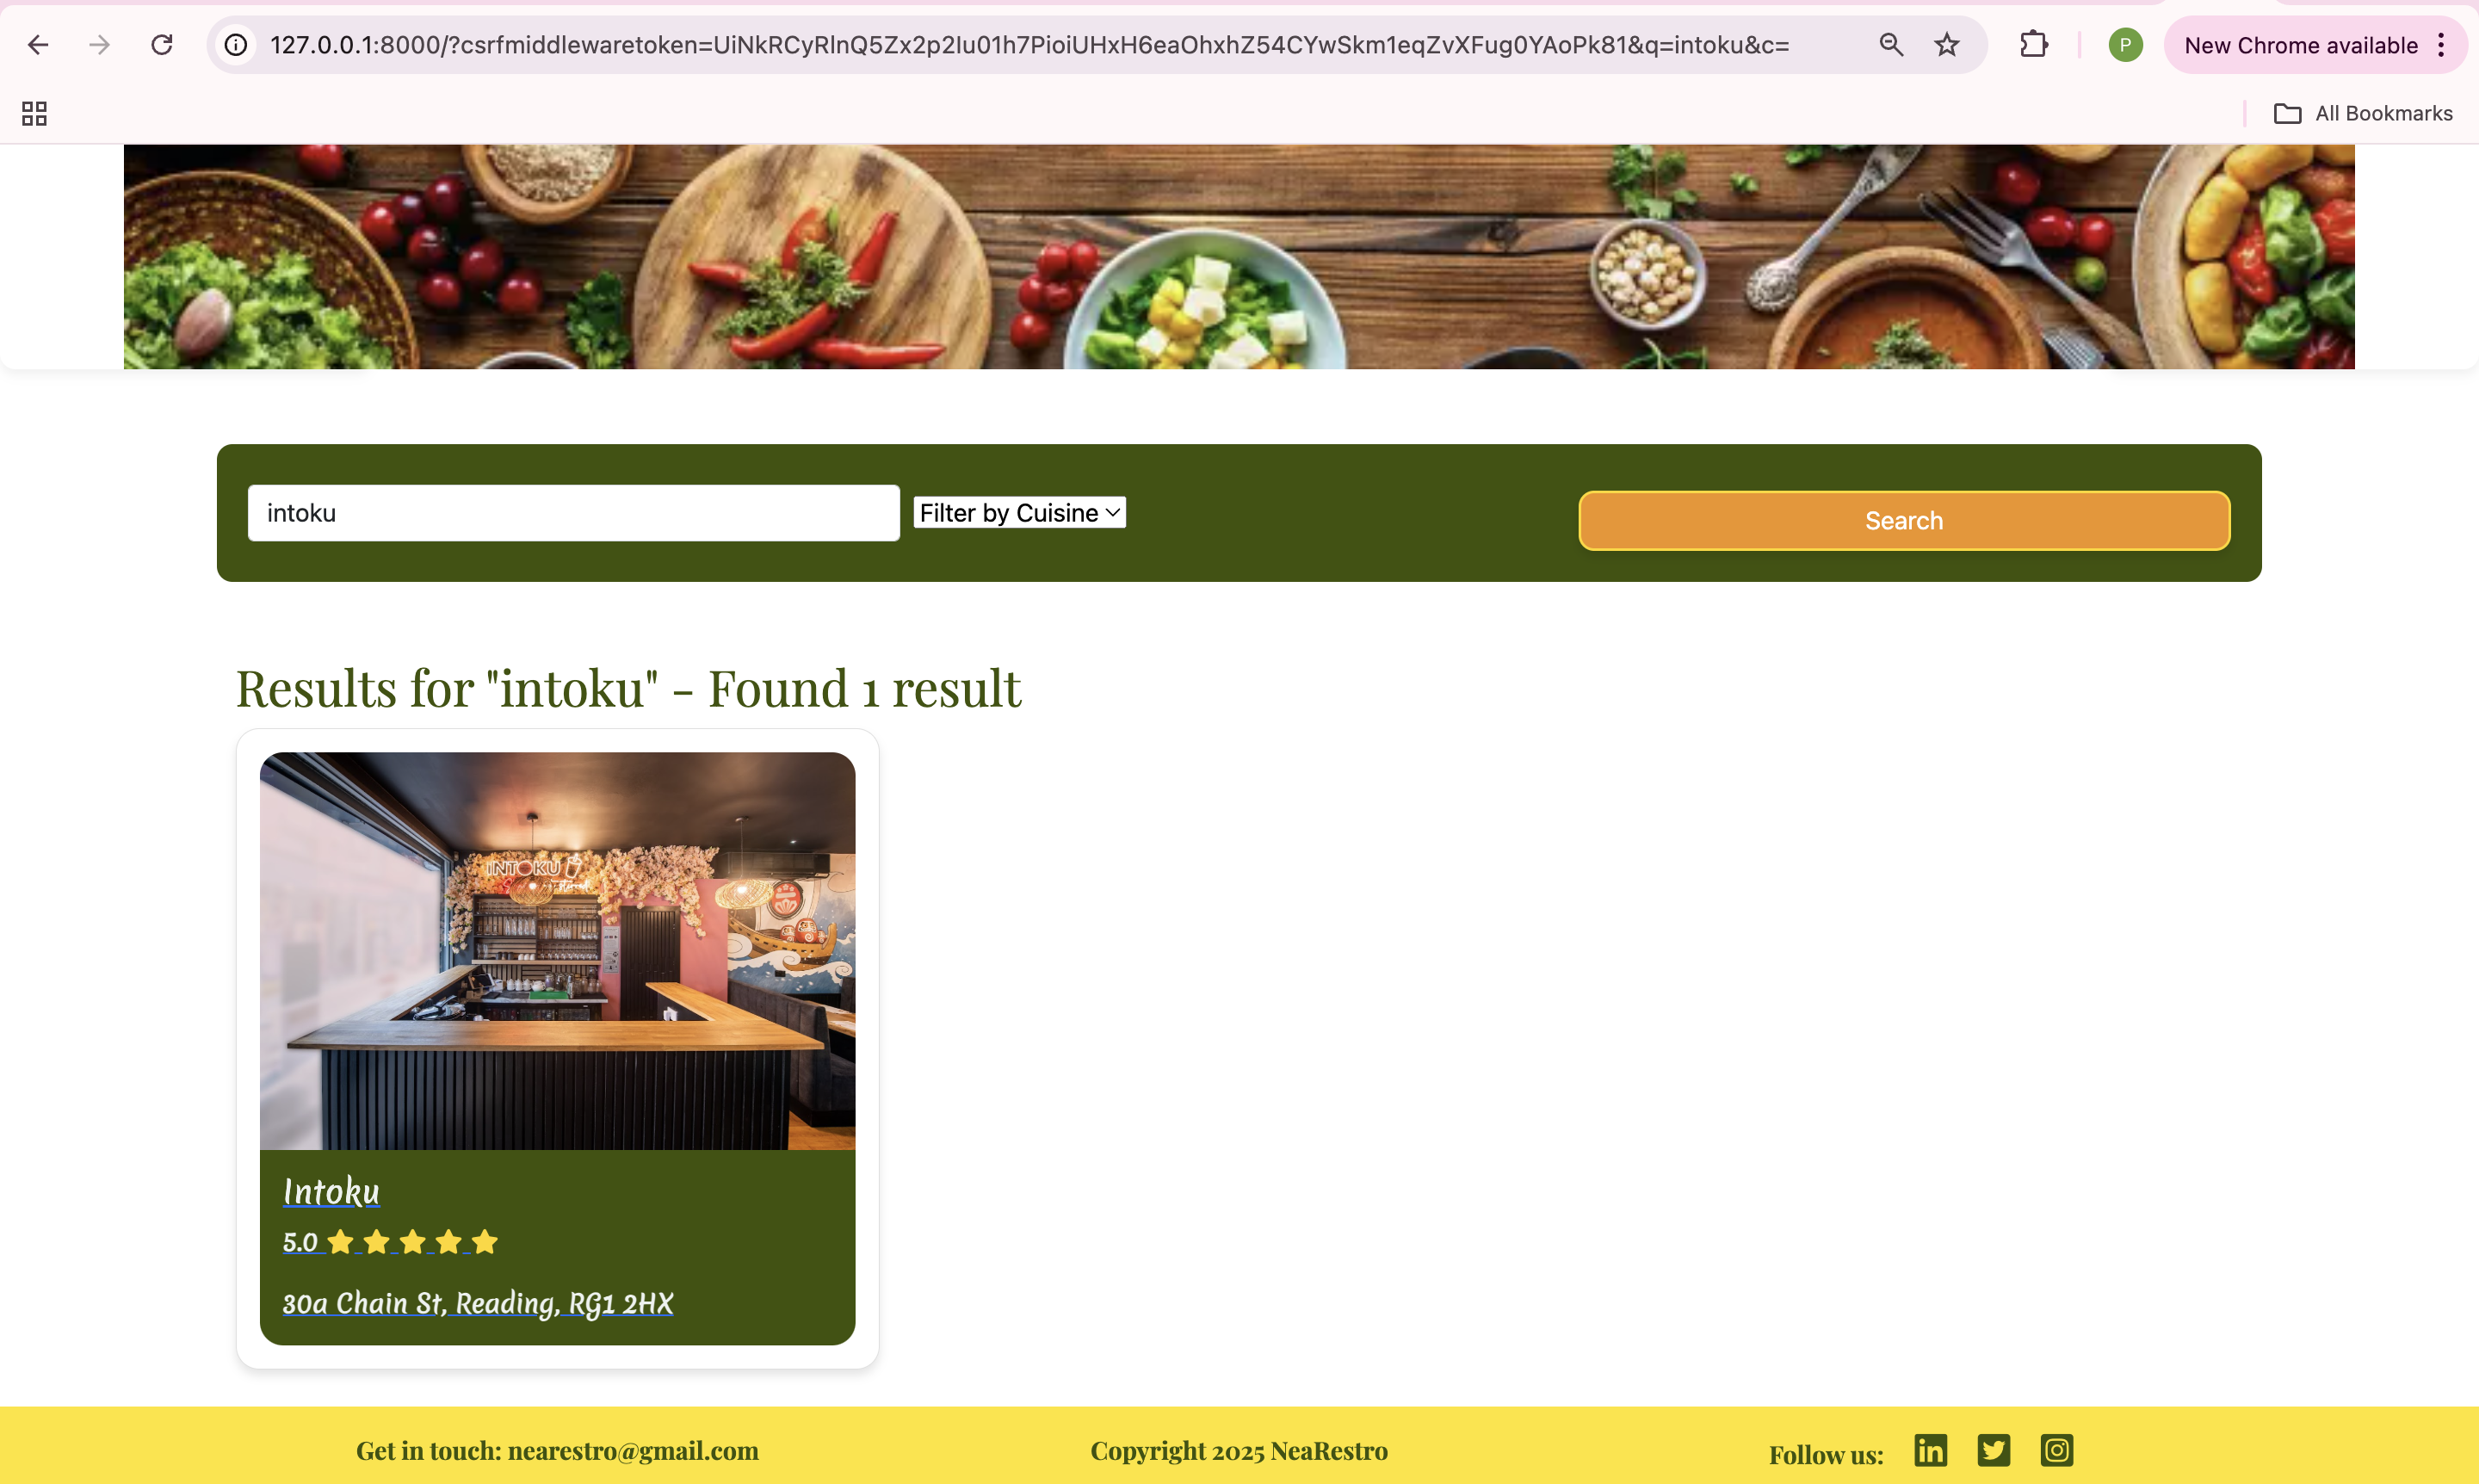 127.0.0.1:8000/?csrfmiddlewaretoken=UiNkRCyRlnQ5Zx2p2Iu01h7PioiUHxH6eaOhxhZ54CYwSkm1eqZvXFug0YAoPk81&q=intoku&c=
P
New Chrome available
All Bookmarks
intoku
Filter by Cuisine
Search
Results for "intoku" - Found 1 result
INTOKU
Intoku
5.0
30a Chain St, Reading, RG1 2HX
Get in touch: nearestro@gmail.com
Copyright 2025 NeaRestro
Follow us:
in